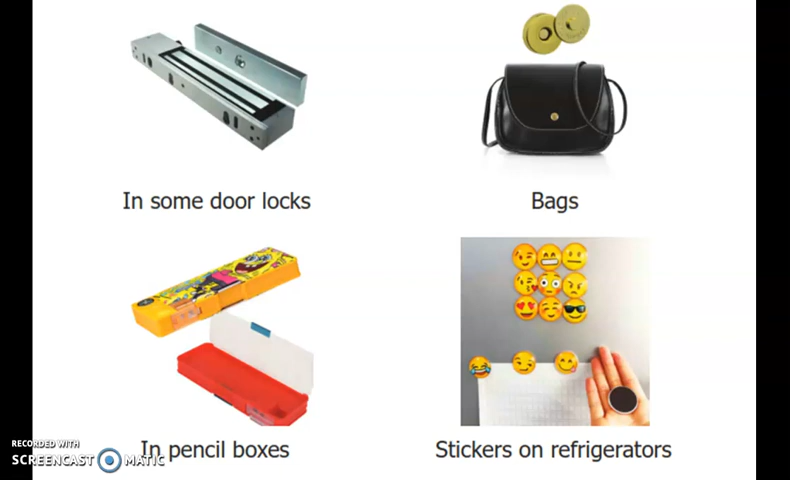 In some door locks
Bags
In pencil boxes
Stickers on refrigerators
RECORDED WITH
SCREENCAST MATIC